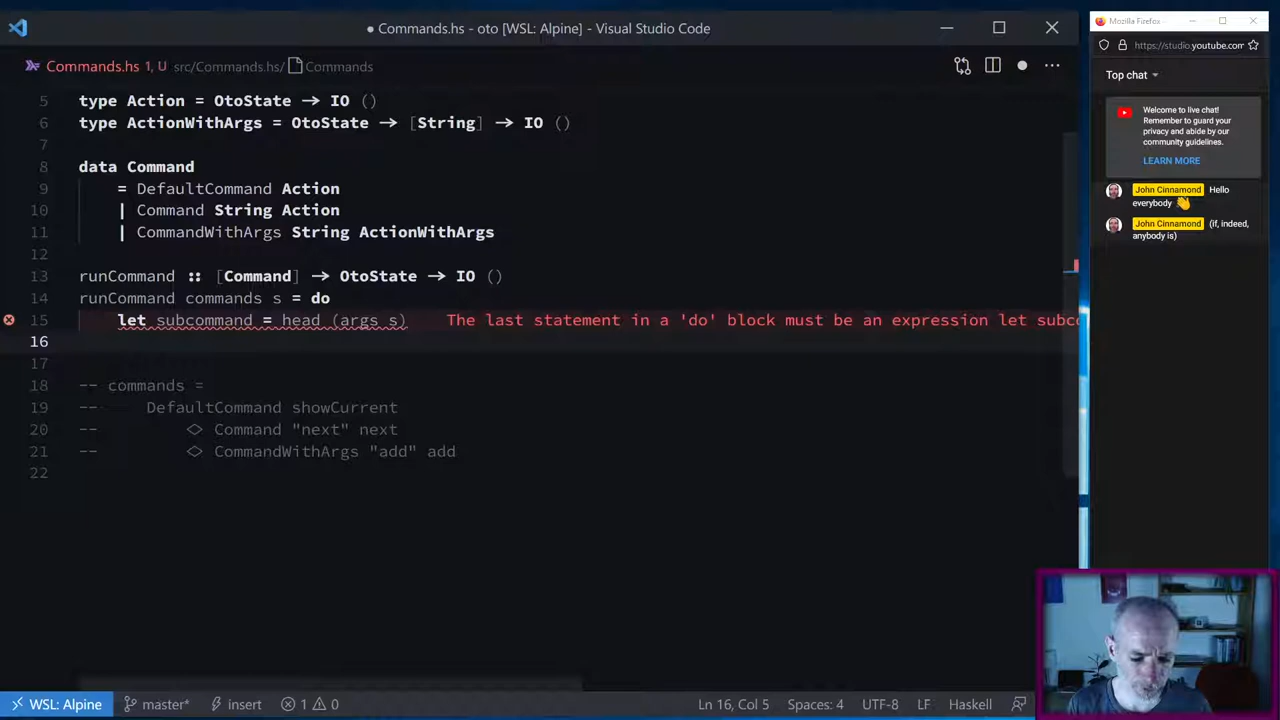 ● Commands.hs - oto [WSL: Alpine] - Visual Studio Code
Commands.hs 1, U src/Commands.hs/ Commands
5 type Action = OtoState → IO ()
6 type ActionWithArgs = OtoState → [String] → IO ()
7
8 data Command
9 = DefaultCommand Action
10 | Command String Action
11 | CommandWithArgs String ActionWithArgs
12
13 runCommand :: [Command] → OtoState → IO ()
14 runCommand commands s = do
15 let subcommand = head (args s) The last statement in a 'do' block must be an expression let subco
16
17
18 -- commands =
19 -- DefaultCommand showCurrent
20 -- <> Command "next" next
21 -- <> CommandWithArgs "add" add
22
WSL: Alpine master* insert 1 0 Ln 16, Col 5 Spaces: 4 UTF-8 LF Haskell
Mozilla Firefox
https://studio.youtube.com
Top chat
Welcome to live chat!
Remember to guard your
privacy and abide by our
community guidelines.
LEARN MORE
John Cinnamond Hello
everybody 👋
John Cinnamond (if, indeed,
anybody is)